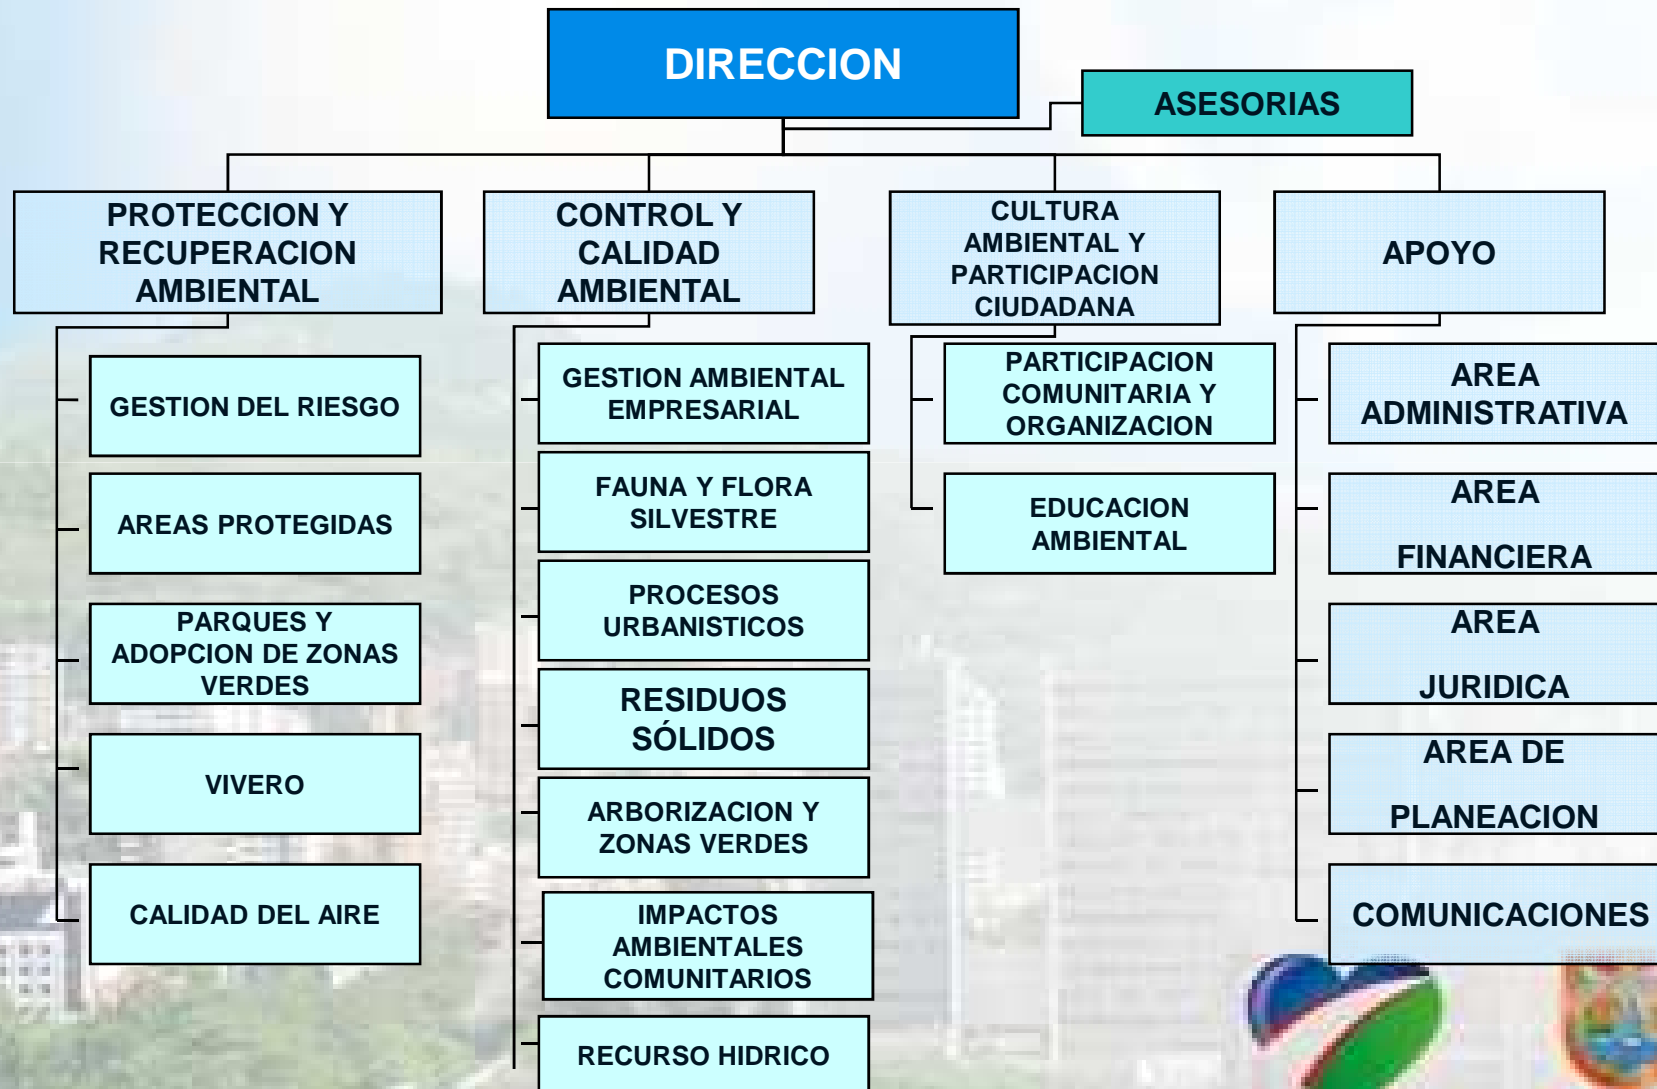 DIRECCION
ASESORIAS
PROTECCION Y
RECUPERACION
AMBIENTAL
GESTION DEL RIESGO
AREAS PROTEGIDAS
PARQUES Y
ADOPCION DE ZONAS
VERDES
VIVERO
CALIDAD DEL AIRE
CONTROL Y
CALIDAD
AMBIENTAL
GESTION AMBIENTAL
EMPRESARIAL
FAUNA Y FLORA
SILVESTRE
PROCESOS
URBANISTICOS
RESIDUOS
SÓLIDOS
ARBORIZACION Y
ZONAS VERDES
IMPACTOS
AMBIENTALES
COMUNITARIOS
RECURSO HIDRICO
CULTURA
AMBIENTAL Y
PARTICIPACION
CIUDADANA
PARTICIPACION
COMUNITARIA Y
ORGANIZACION
EDUCACION
AMBIENTAL
APOYO
AREA
ADMINISTRATIVA
AREA
FINANCIERA
AREA
JURIDICA
AREA DE
PLANEACION
COMUNICACIONES